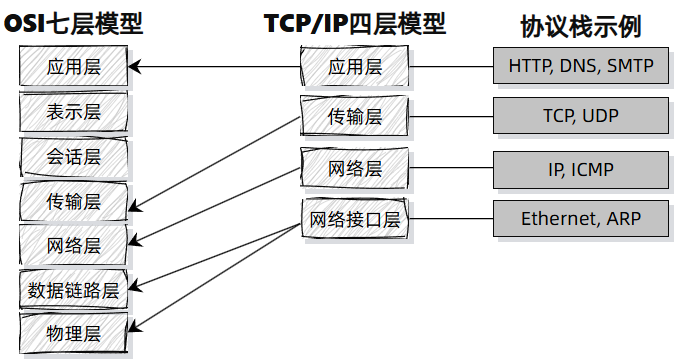 OSI七层模型
TCP/IP四层模型
协议栈示例
应用层
应用层
HTTP, DNS, SMTP
表示层
传输层
TCP, UDP
会话层
网络层
IP, ICMP
传输层
网络接口层
Ethernet, ARP
网络层
数据链路层
物理层